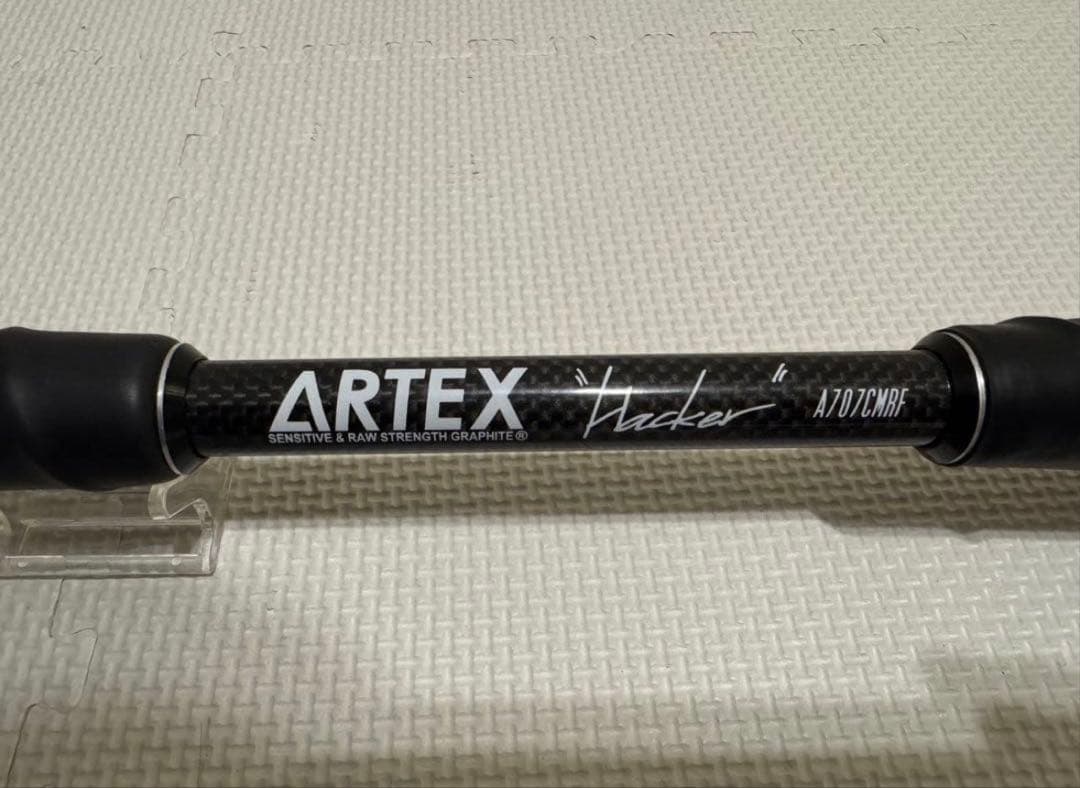 ARTEX "Hacker" A707CMRF
SENSITIVE & RAW STRENGTH GRAPHITE®